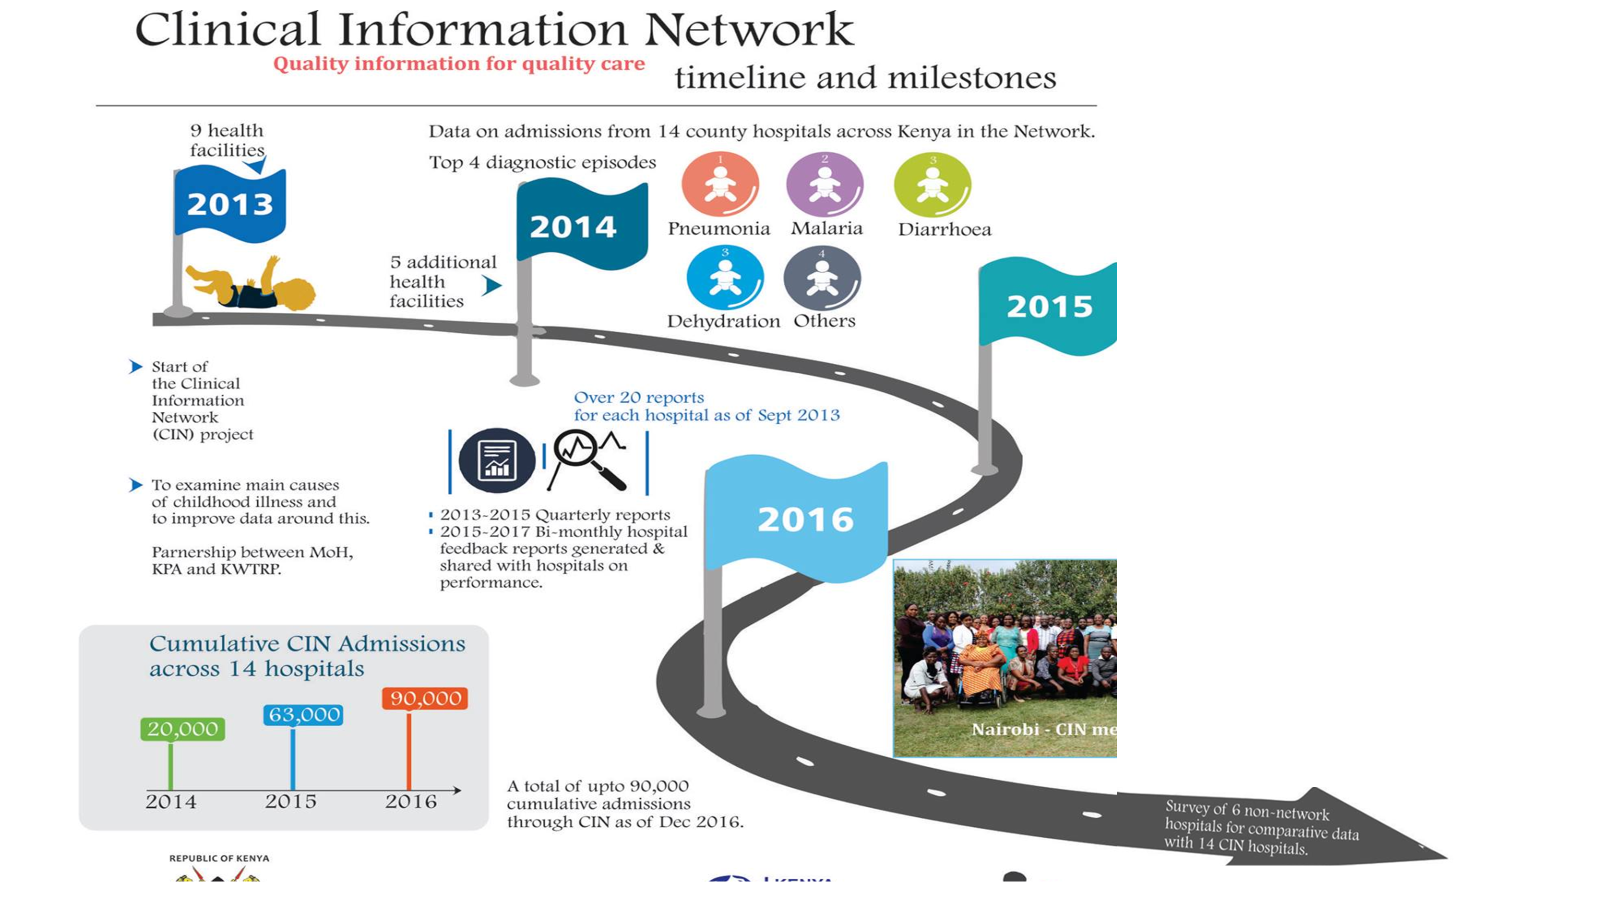 Clinical Information Network
Quality information for quality care
timeline and milestones
9 health
facilities
2013
Data on admissions from 14 county hospitals across Kenya in the Network.
Top 4 diagnostic episodes
1
Pneumonia
2
Malaria
3
Diarrhoea
3
Dehydration
4
Others
2014
5 additional
health
facilities
2015
Start of
the Clinical
Information
Network
(CIN) project
To examine main causes
of childhood illness and
to improve data around this.
Parnership between MoH,
KPA and KWTRP.
Over 20 reports
for each hospital as of Sept 2013
2013-2015 Quarterly reports
2015-2017 Bi-monthly hospital
feedback reports generated &
shared with hospitals on
performance.
2016
Nairobi - CIN me
Cumulative CIN Admissions
across 14 hospitals
20,000
63,000
90,000
2014
2015
2016
A total of upto 90,000
cumulative admissions
through CIN as of Dec 2016.
Survey of 6 non-network
hospitals for comparative data
with 14 CIN hospitals.
REPUBLIC OF KENYA
KENYA